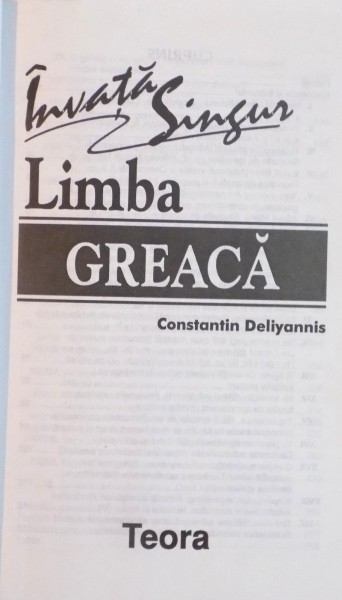 Învață
Singur
Limba
GREACĂ
Constantin Deliyannis
Teora